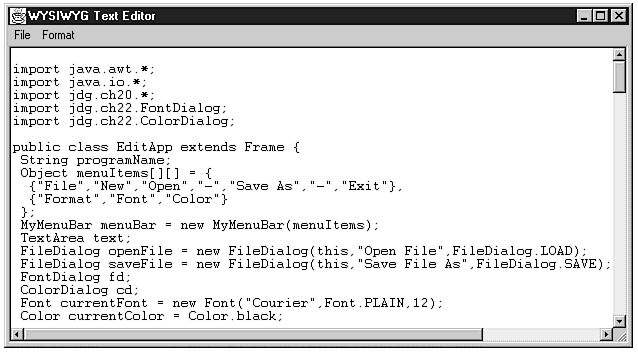 WYSIWYG Text Editor
File Format
import java.awt.*;
import java.io.*;
import jdg.ch20.*;
import jdg.ch22.FontDialog;
import jdg.ch22.ColorDialog;
public class EditApp extends Frame {
String programName;
Object menuItems[][] = {
{"File","New","Open","-","Save As","-","Exit"},
{"Format","Font","Color"}
};
MyMenuBar menuBar = new MyMenuBar(menuItems);
TextArea text;
FileDialog openFile = new FileDialog(this,"Open File",FileDialog.LOAD);
FileDialog saveFile = new FileDialog(this,"Save File As",FileDialog.SAVE);
FontDialog fd;
ColorDialog cd;
Font currentFont = new Font("Courier",Font.PLAIN,12);
Color currentColor = Color.black;